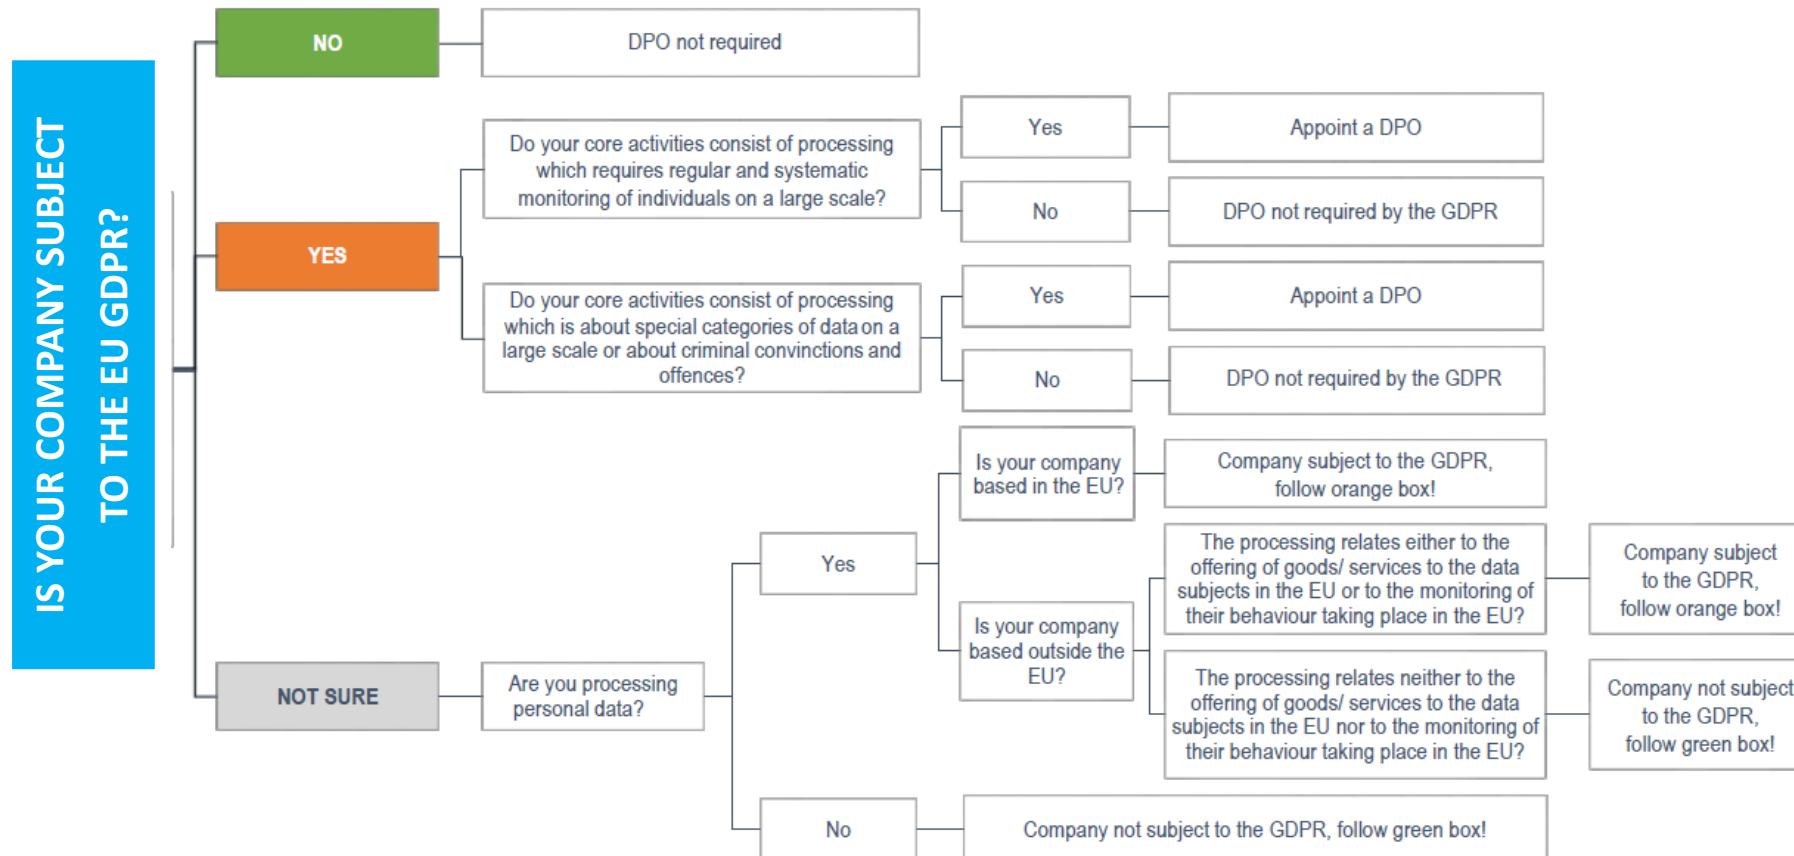 IS YOUR COMPANY SUBJECT
TO THE EU GDPR?
NO
DPO not required
YES
Do your core activities consist of processing
which requires regular and systematic
monitoring of individuals on a large scale?
Yes
Appoint a DPO
No
DPO not required by the GDPR
Do your core activities consist of processing
which is about special categories of data on a
large scale or about criminal convinctions and
offences?
Yes
Appoint a DPO
No
DPO not required by the GDPR
NOT SURE
Are you processing
personal data?
Yes
Is your company
based in the EU?
Company subject to the GDPR,
follow orange box!
Is your company
based outside the
EU?
The processing relates either to the
offering of goods/ services to the data
subjects in the EU or to the monitoring of
their behaviour taking place in the EU?
Company subject
to the GDPR,
follow orange box!
The processing relates neither to the
offering of goods/ services to the data
subjects in the EU nor to the monitoring of
their behaviour taking place in the EU?
Company not subject
to the GDPR,
follow green box!
No
Company not subject to the GDPR, follow green box!